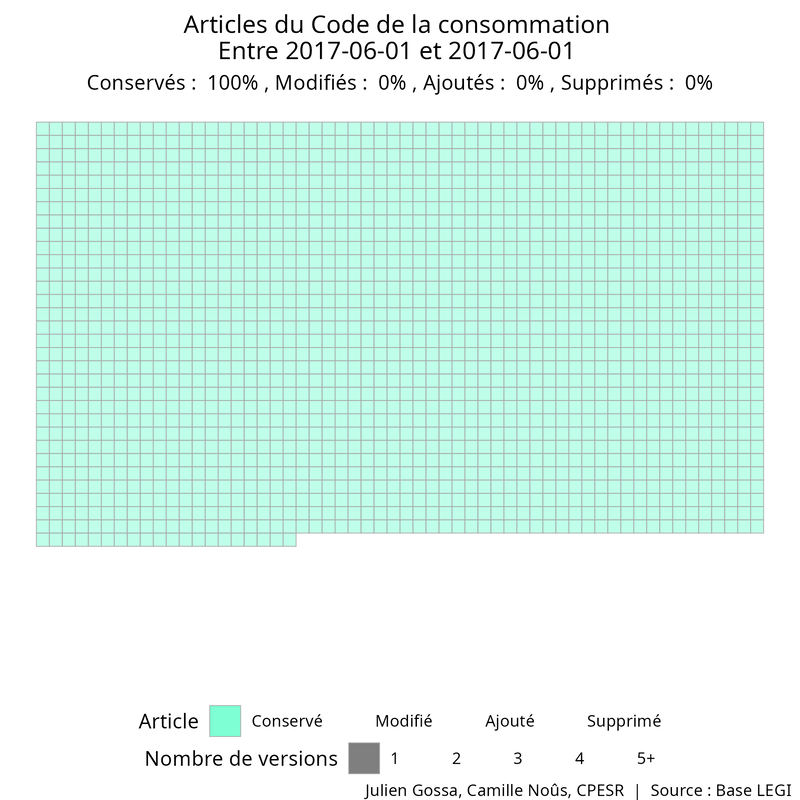 Articles du Code de la consommation
Entre 2017-06-01 et 2017-06-01
Conservés :  100% , Modifiés :  0% , Ajoutés :  0% , Supprimés :  0%
Article Conservé Modifié Ajouté Supprimé
Nombre de versions 1 2 3 4 5+
Julien Gossa, Camille Noûs, CPESR  |  Source : Base LEGI